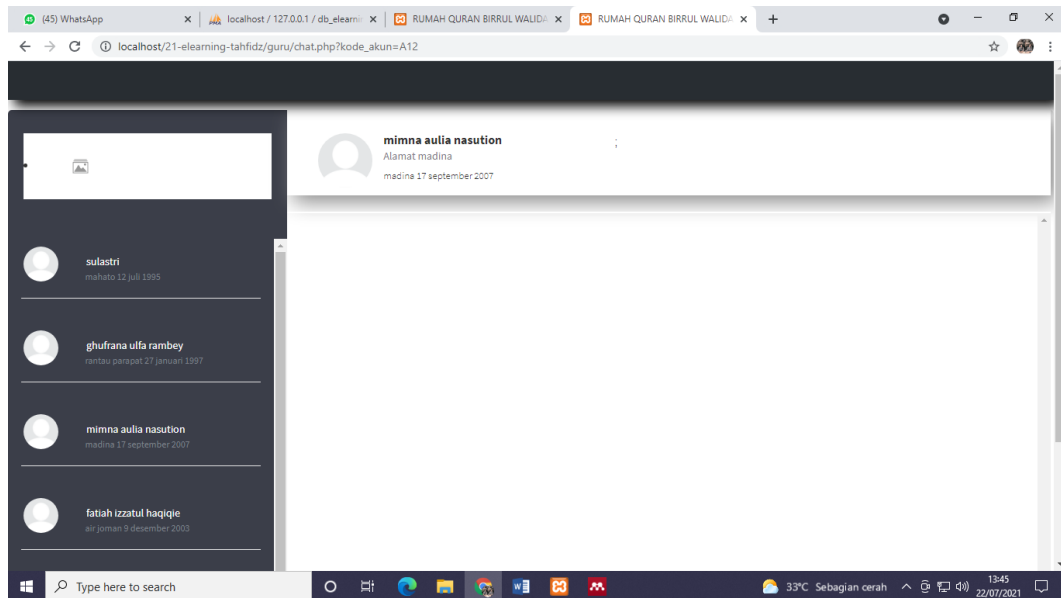 (45) WhatsApp
localhost / 127.0.0.1 / db_elearni
RUMAH QURAN BIRRUL WALIDA
RUMAH QURAN BIRRUL WALIDA
localhost/21-elearning-tahfidz/guru/chat.php?kode_akun=A12
mimna aulia nasution
;
Alamat madina
madina 17 september 2007
sulastri
mahato 12 juli 1995
ghufrana ulfa rambey
rantau parapat 27 januari 1997
mimna aulia nasution
madina 17 september 2007
fatiah izzatul haqiqie
air joman 9 desember 2003
Type here to search
33°C Sebagian cerah
13:45
22/07/2021